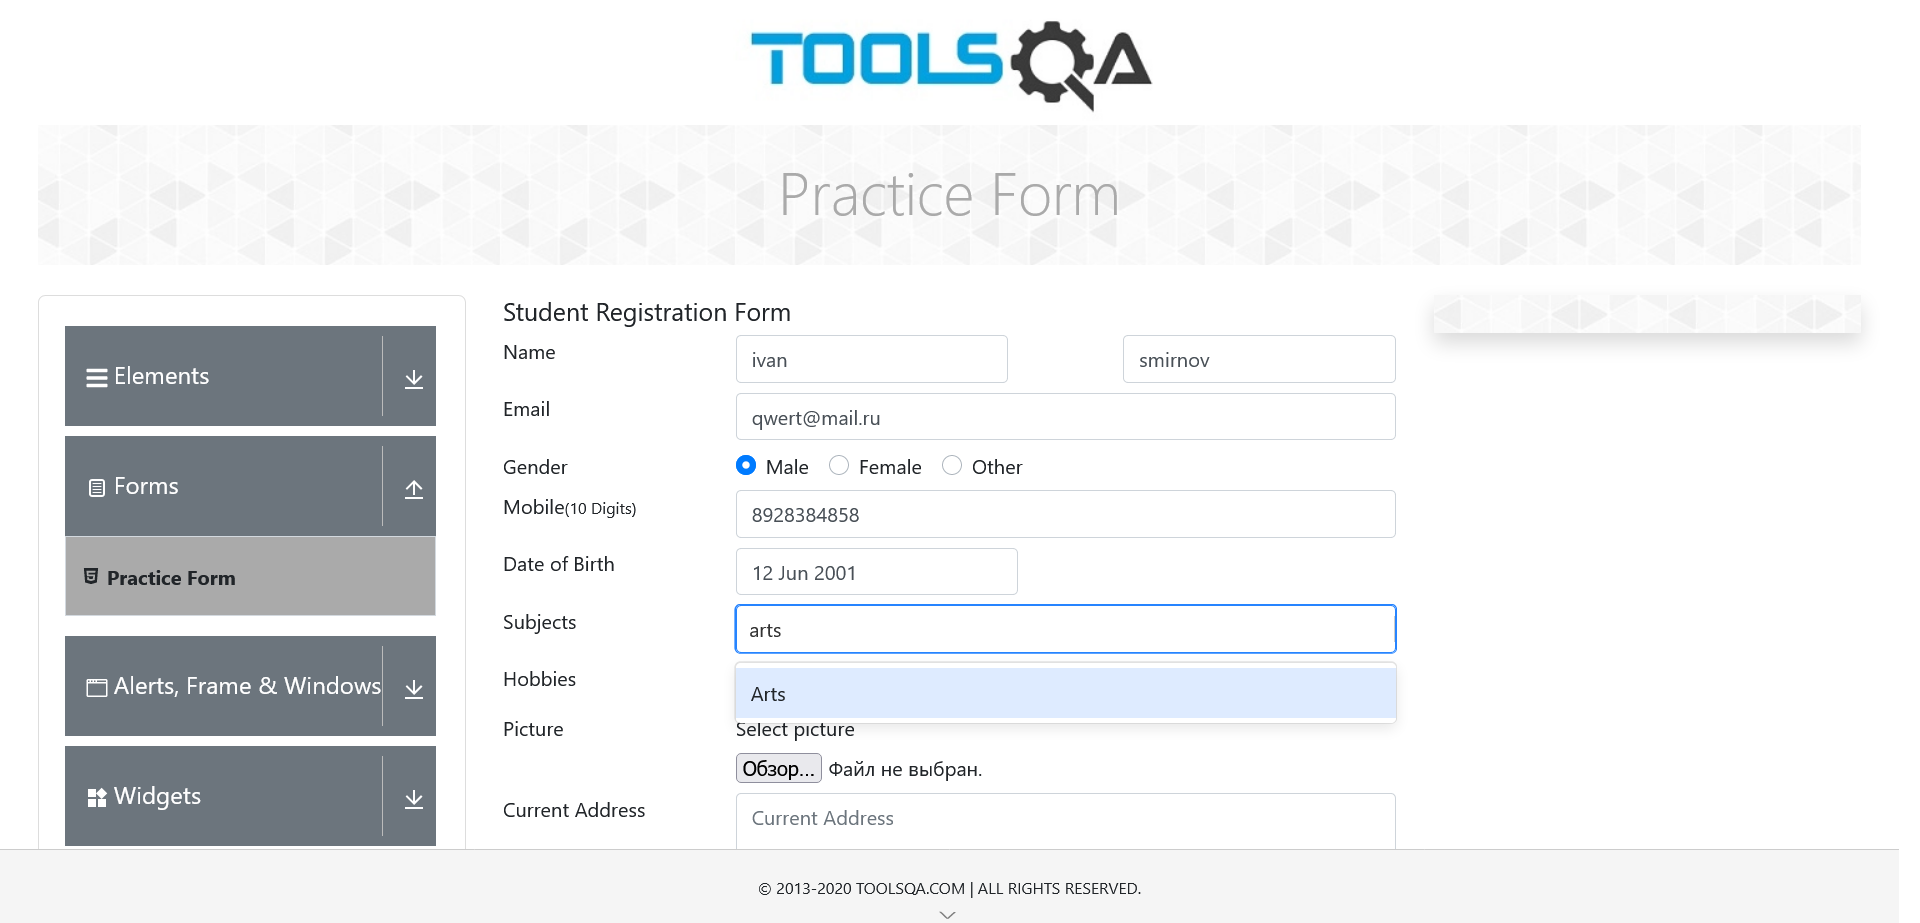 TOOLSQA
Practice Form
Elements
Forms
Practice Form
Alerts, Frame & Windows
Widgets
Student Registration Form
Name ivan smirnov
Email qwert@mail.ru
Gender Male Female Other
Mobile(10 Digits) 8928384858
Date of Birth 12 Jun 2001
Subjects arts
Hobbies Arts
Picture Select picture
Обзор... Файл не выбран.
Current Address Current Address
© 2013-2020 TOOLSQA.COM | ALL RIGHTS RESERVED.